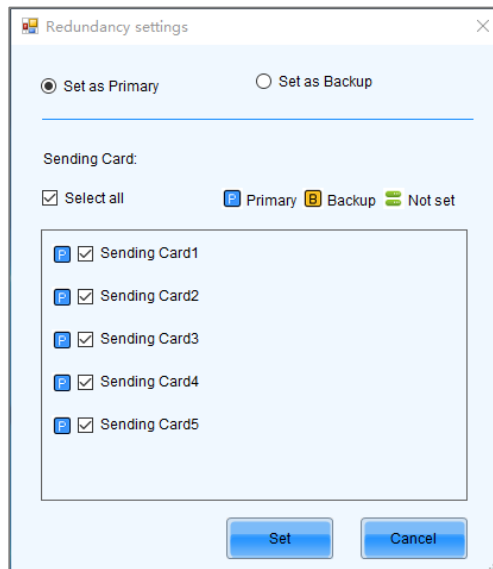 Redundancy settings
Set as Primary
Set as Backup
Sending Card:
Select all
P Primary B Backup Not set
P Sending Card1
P Sending Card2
P Sending Card3
P Sending Card4
P Sending Card5
Set Cancel